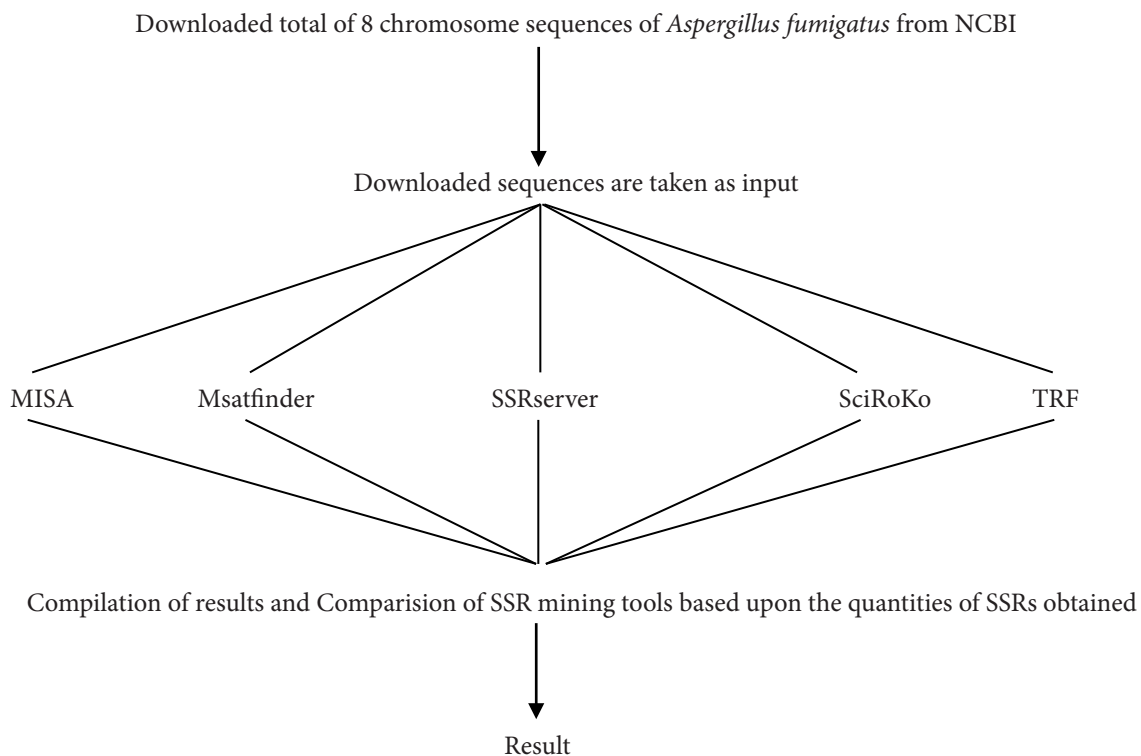 Downloaded total of 8 chromosome sequences of Aspergillus fumigatus from NCBI
Downloaded sequences are taken as input
MISA Msatfinder SSRserver SciRoKo TRF
Compilation of results and Comparision of SSR mining tools based upon the quantities of SSRs obtained
Result